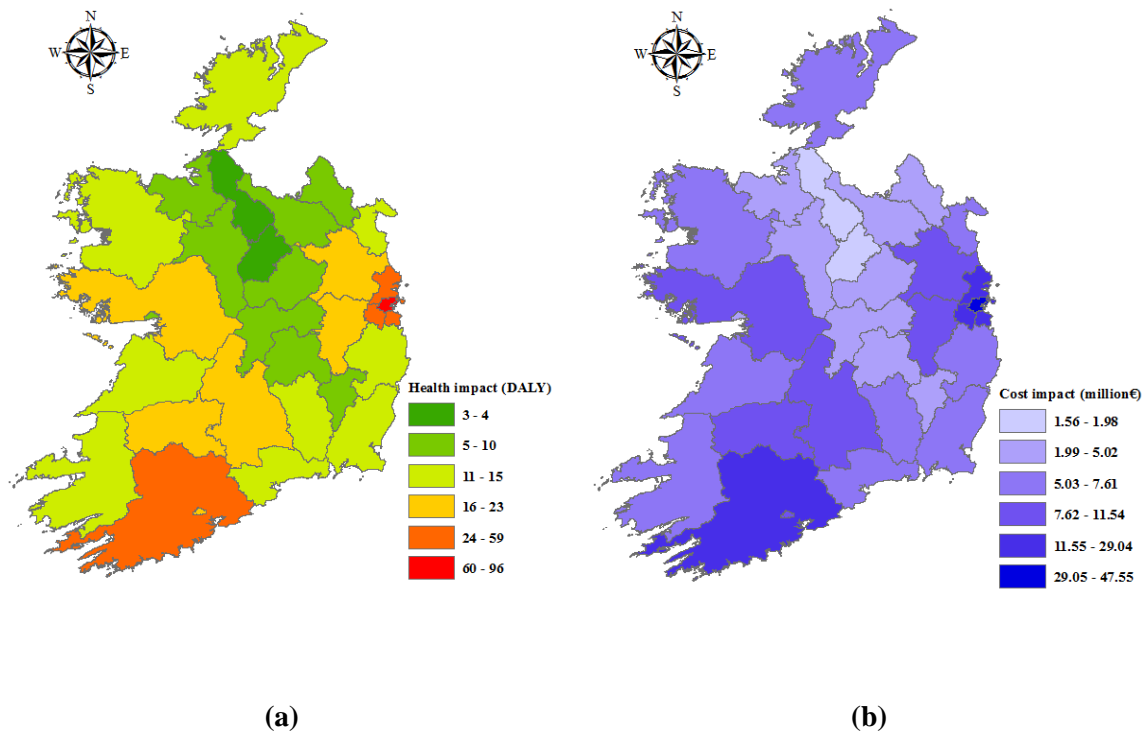 N
W E
S
Health impact (DALY)
3 - 4
5 - 10
11 - 15
16 - 23
24 - 59
60 - 96
(a)
N
W E
S
Cost impact (million€)
1.56 - 1.98
1.99 - 5.02
5.03 - 7.61
7.62 - 11.54
11.55 - 29.04
29.05 - 47.55
(b)